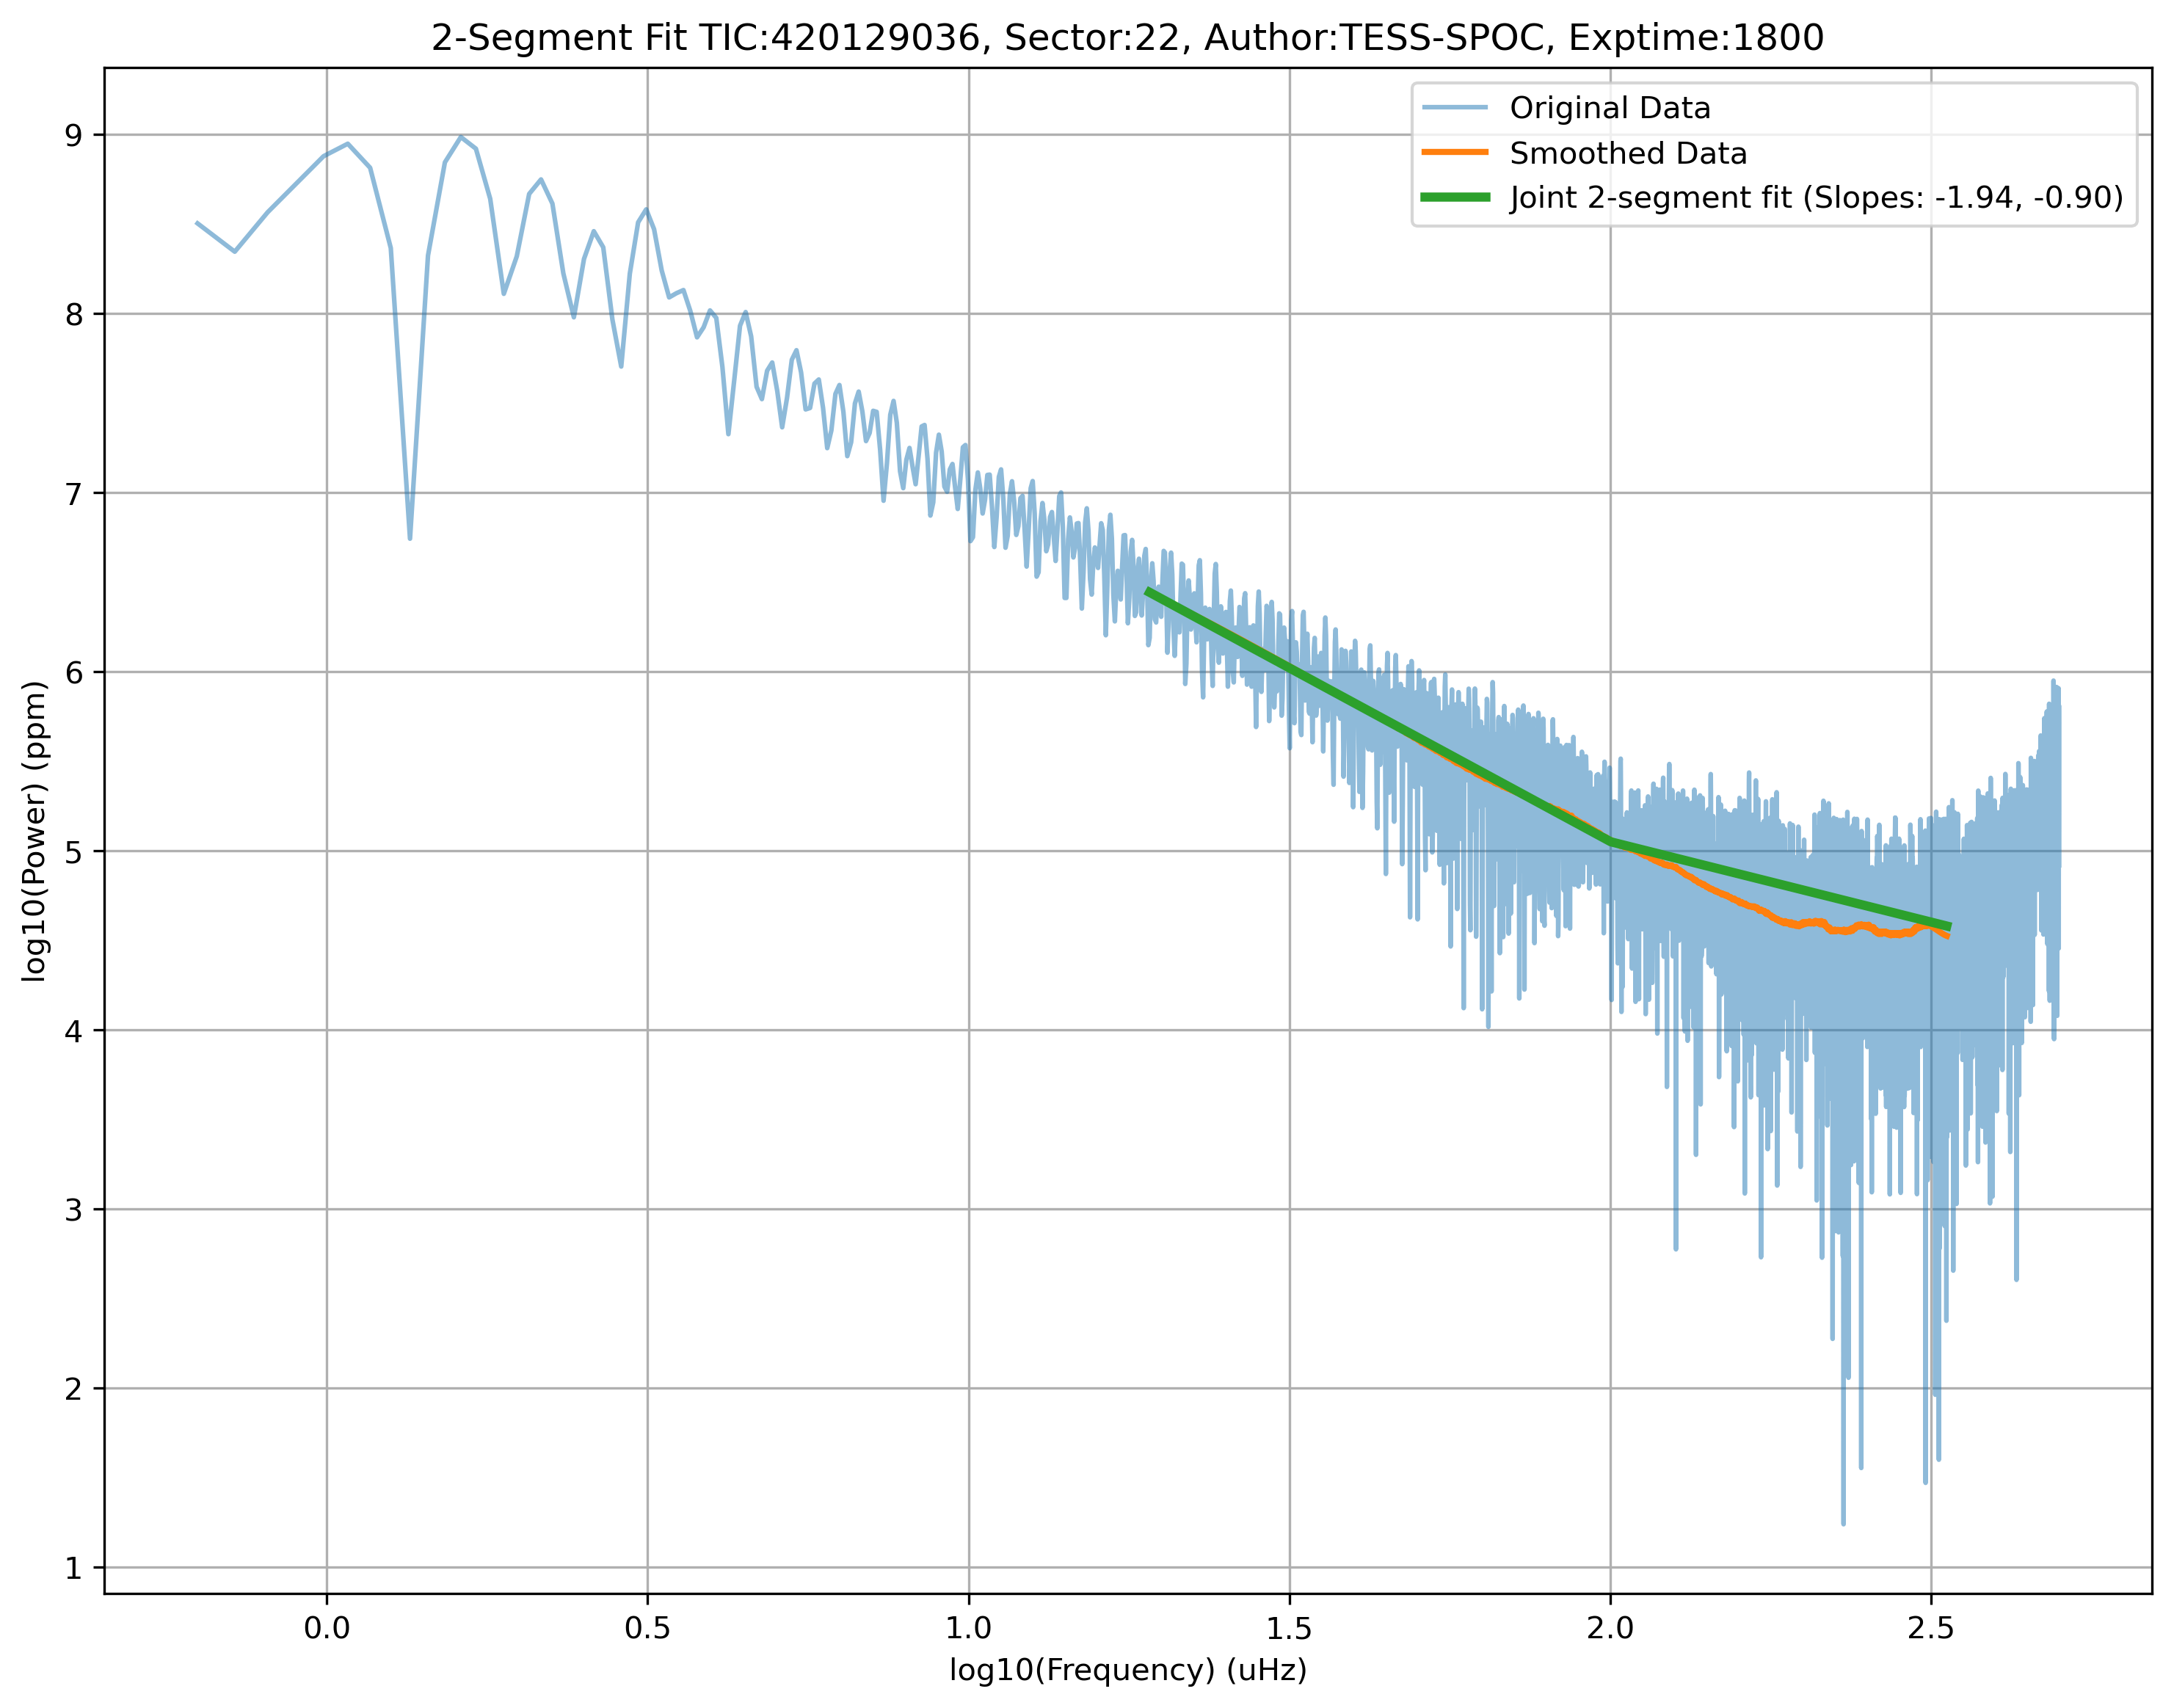 2-Segment Fit TIC:420129036, Sector:22, Author:TESS-SPOC, Exptime:1800
Original Data
Smoothed Data
Joint 2-segment fit (Slopes: -1.94, -0.90)
log10(Power) (ppm)
9
8
7
6
5
4
3
2
1
0.0 0.5 1.0 1.5 2.0 2.5
log10(Frequency) (uHz)